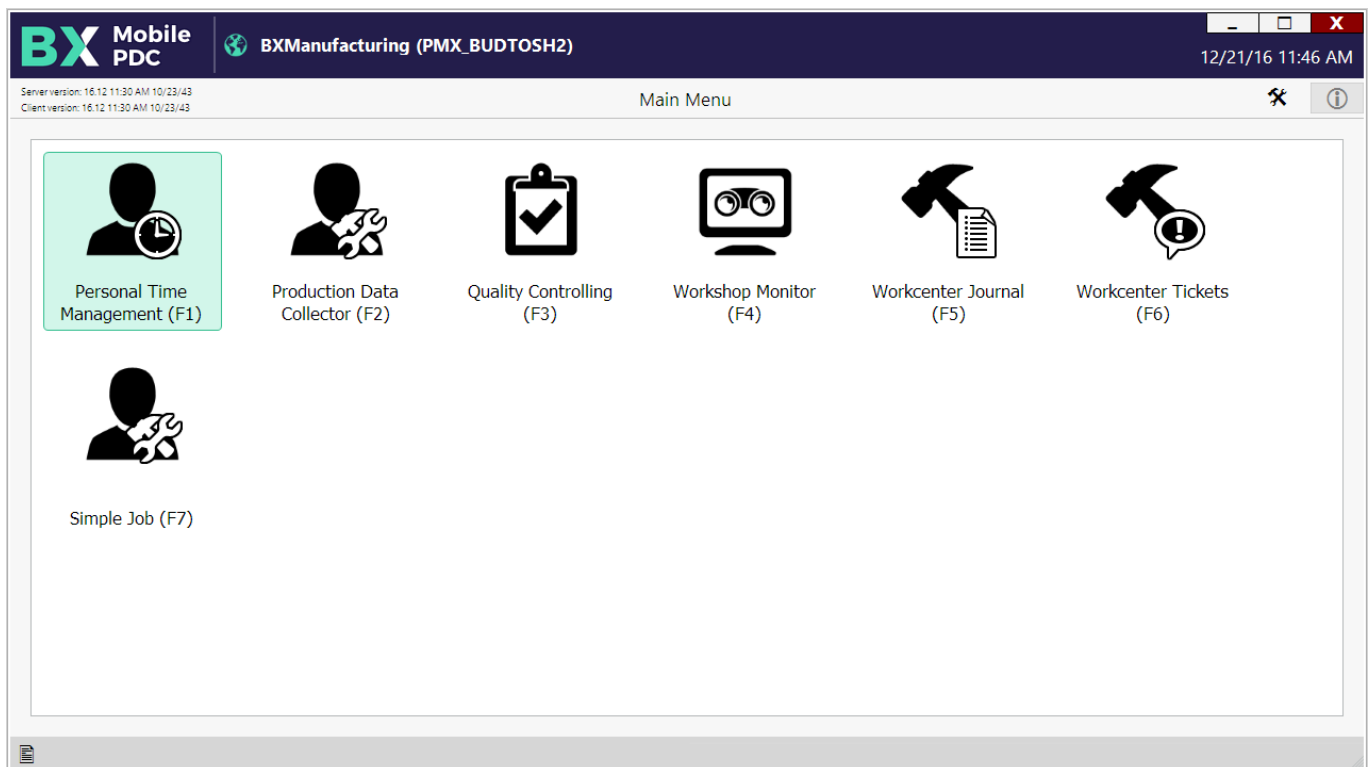 BX Mobile PDC
BXManufacturing (PMX_BUDTOSH2)
12/21/16 11:46 AM
Server version: 16.12 11:30 AM 10/23/43
Client version: 16.12 11:30 AM 10/23/43
Main Menu
Personal Time
Management (F1)
Production Data
Collector (F2)
Quality Controlling
(F3)
Workshop Monitor
(F4)
Workcenter Journal
(F5)
Workcenter Tickets
(F6)
Simple Job (F7)